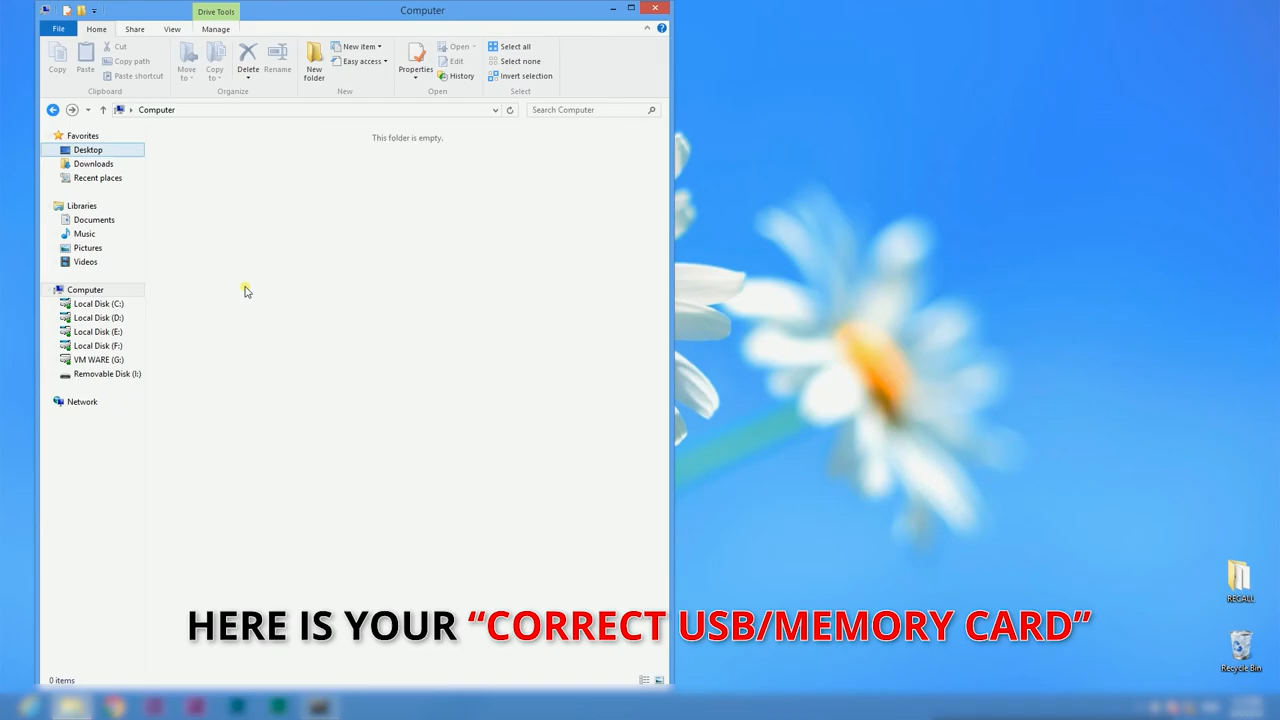 Drive Tools
Computer
File
Home
Share
View
Manage
Copy
Paste
Cut
Copy path
Paste shortcut
Clipboard
Move to
Copy to
Delete
Rename
Organize
New folder
New item
Easy access
New
Properties
Open
Edit
History
Open
Select all
Select none
Invert selection
Select
Computer
Search Computer
Favorites
Desktop
Downloads
Recent places
Libraries
Documents
Music
Pictures
Videos
Computer
Local Disk (C:)
Local Disk (D:)
Local Disk (E:)
Local Disk (F:)
VM WARE (G:)
Removable Disk (I:)
Network
This folder is empty.
RECALL
Recycle Bin
HERE IS YOUR “CORRECT USB/MEMORY CARD”
0 items